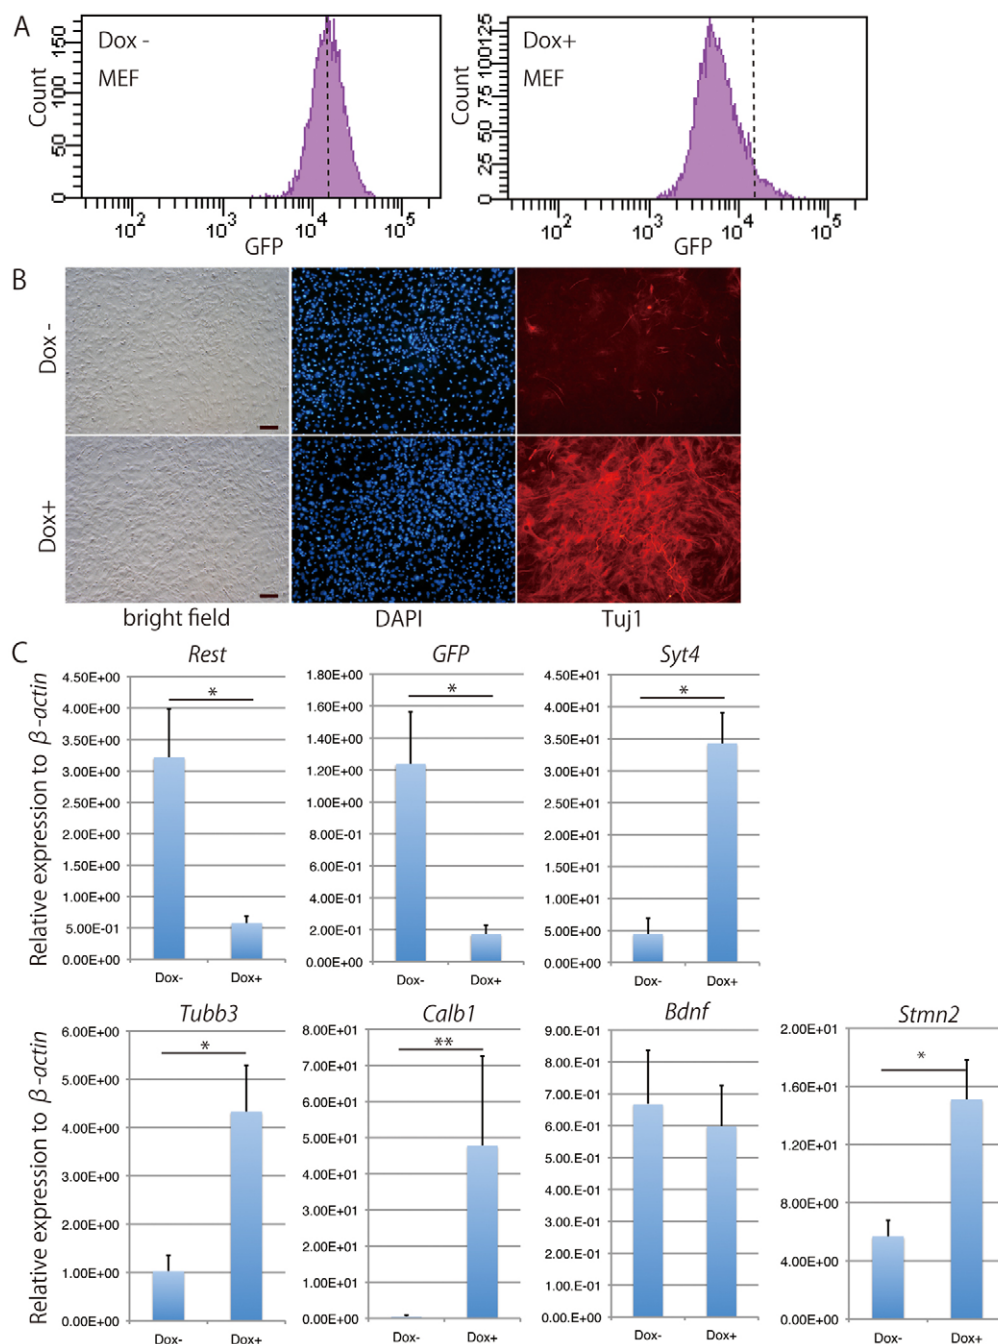 A
Dox -
MEF
Count
150
100
50
0
10^2
10^3
10^4
10^5
GFP
Dox+
MEF
Count
125
100
75
50
25
0
10^2
10^3
10^4
10^5
GFP
B
Dox -
Dox+
bright field
DAPI
Tuj1
C
Relative expression to β-actin
Rest
*
4.50E+00
4.00E+00
3.50E+00
3.00E+00
2.50E+00
2.00E+00
1.50E+00
1.00E+00
5.00E-01
0.00E+00
Dox- Dox+
GFP
*
1.80E+00
1.60E+00
1.40E+00
1.20E+00
1.00E+00
8.00E-01
6.00E-01
4.00E-01
2.00E-01
0.00E+00
Dox- Dox+
Syt4
*
4.50E+01
4.00E+01
3.50E+01
3.00E+01
2.50E+01
2.00E+01
1.50E+01
1.00E+01
5.00E+00
0.00E+00
Dox- Dox+
Relative expression to β-actin
Tubb3
*
6.00E+00
5.00E+00
4.00E+00
3.00E+00
2.00E+00
1.00E+00
0.00E+00
Dox- Dox+
Calb1
**
8.00E+01
7.00E+01
6.00E+01
5.00E+01
4.00E+01
3.00E+01
2.00E+01
1.00E+01
0.00E+00
Dox- Dox+
Bdnf
9.00.E-01
8.00.E-01
7.00.E-01
6.00.E-01
5.00.E-01
4.00.E-01
3.00.E-01
2.00.E-01
1.00.E-01
0.00.E+00
Dox- Dox+
Stmn2
*
2.00E+01
1.60E+01
1.20E+01
8.00E+00
4.00E+00
0.00E+00
Dox- Dox+